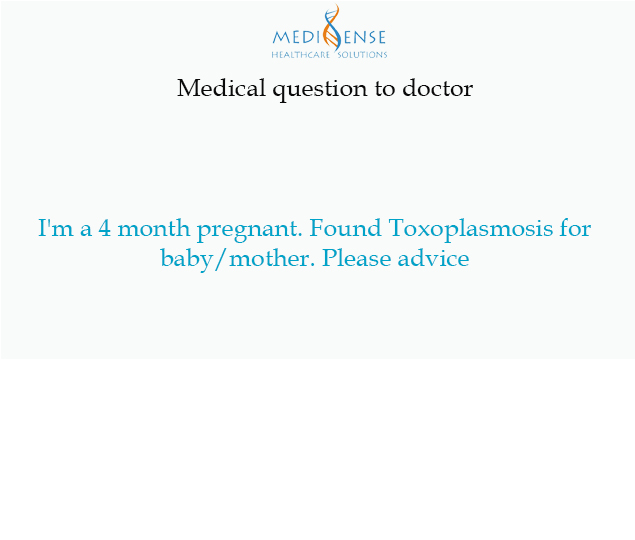 MEDISENSE
HEALTHCARE SOLUTIONS
Medical question to doctor
I'm a 4 month pregnant. Found Toxoplasmosis for
baby/mother. Please advice